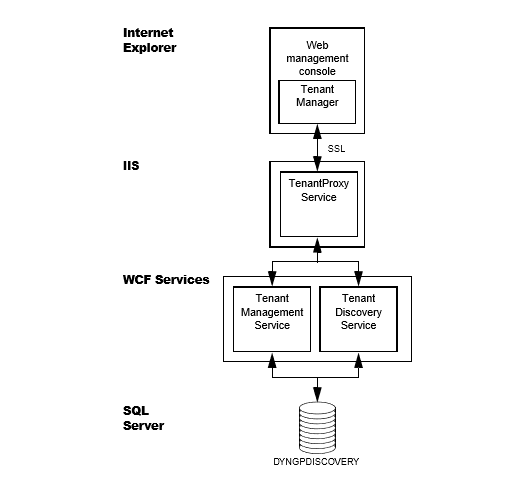 Internet
Explorer
Web
management
console
Tenant
Manager
SSL
IIS
TenantProxy
Service
WCF Services
Tenant
Management
Service
Tenant
Discovery
Service
SQL
Server
DYNGPDISCOVERY